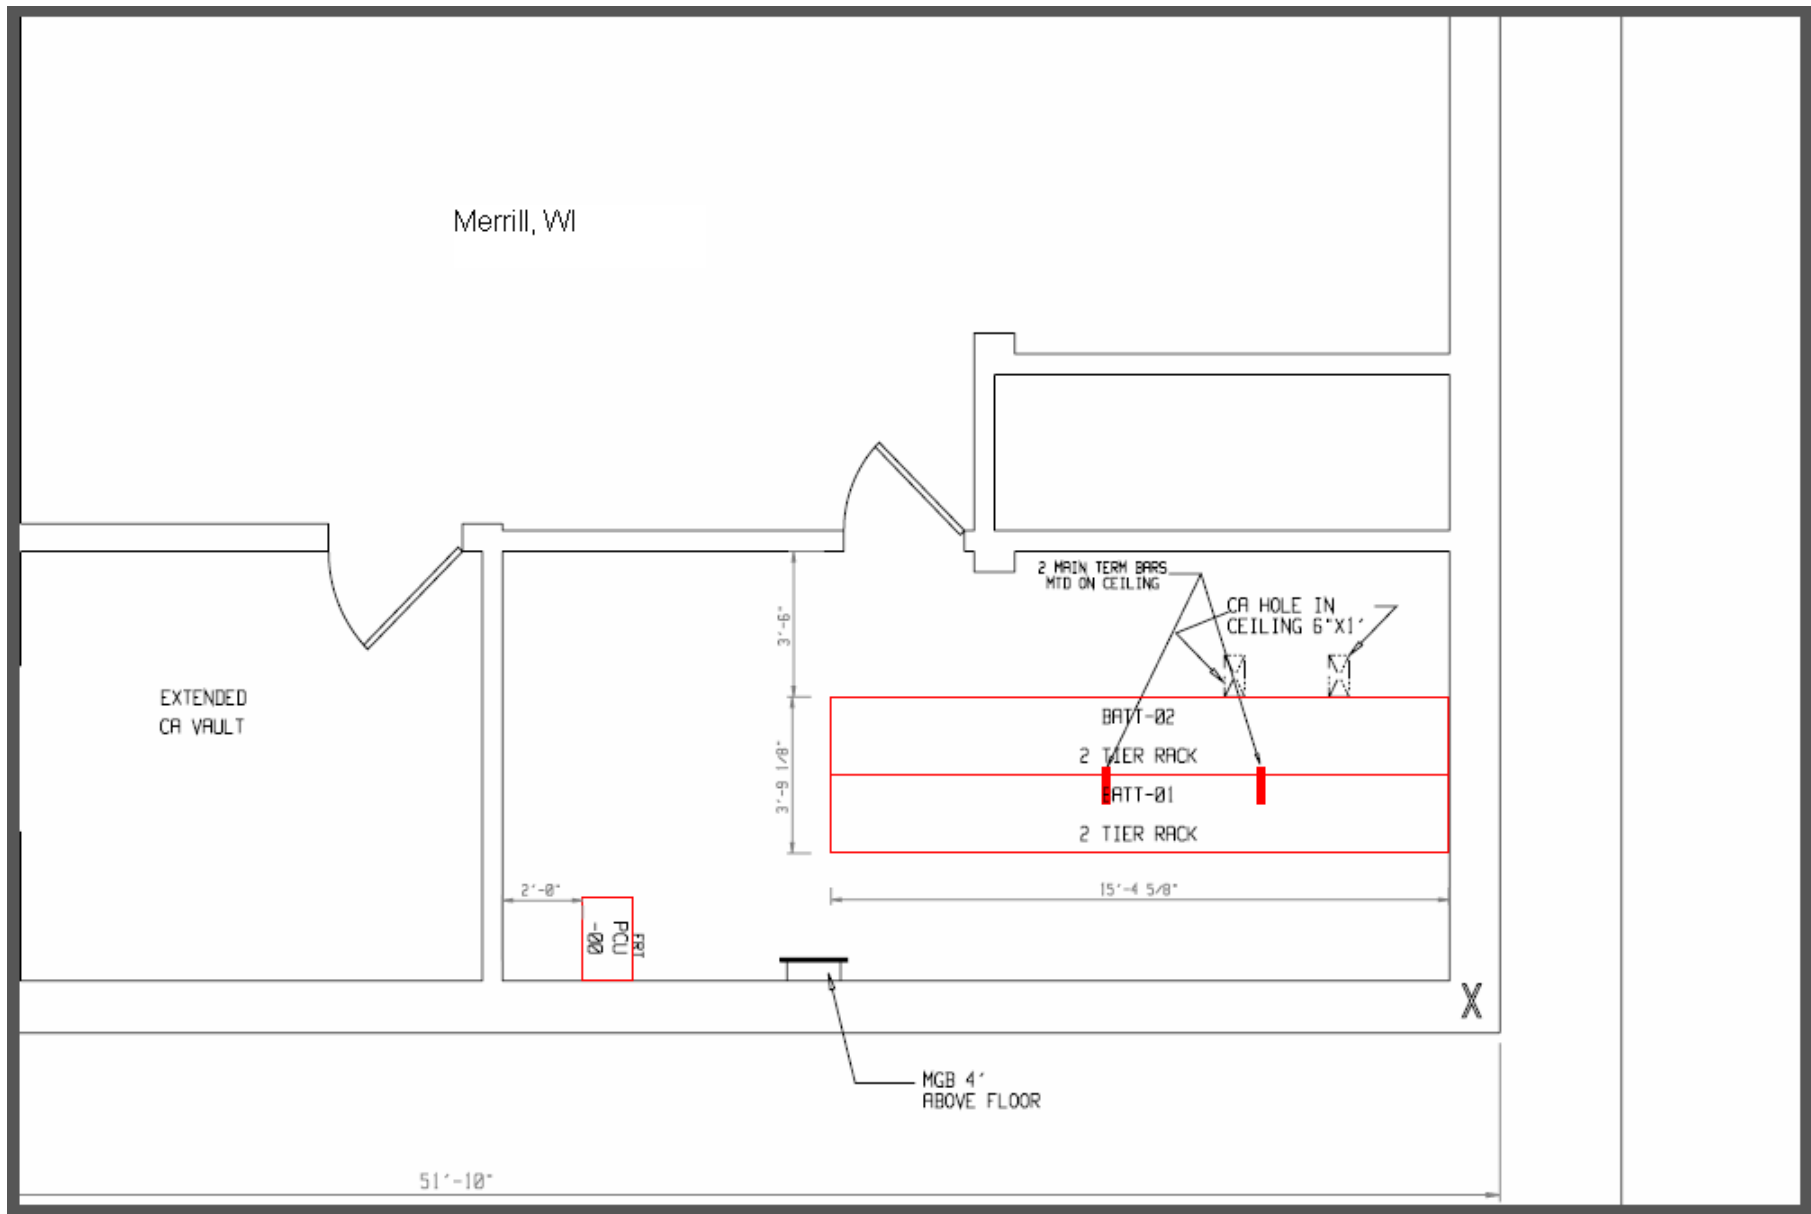 Merrill, WI
2 MAIN TERM BARS
MTD ON CEILING
CA HOLE IN
CEILING 6"X1'
3'-6"
EXTENDED
CA VAULT
BATT-02
2 TIER RACK
3'-9 1/8"
BATT-01
2 TIER RACK
2'-0"
15'-4 5/8"
PCU
-00
FRT
X
MGB 4'
ABOVE FLOOR
51'-10"